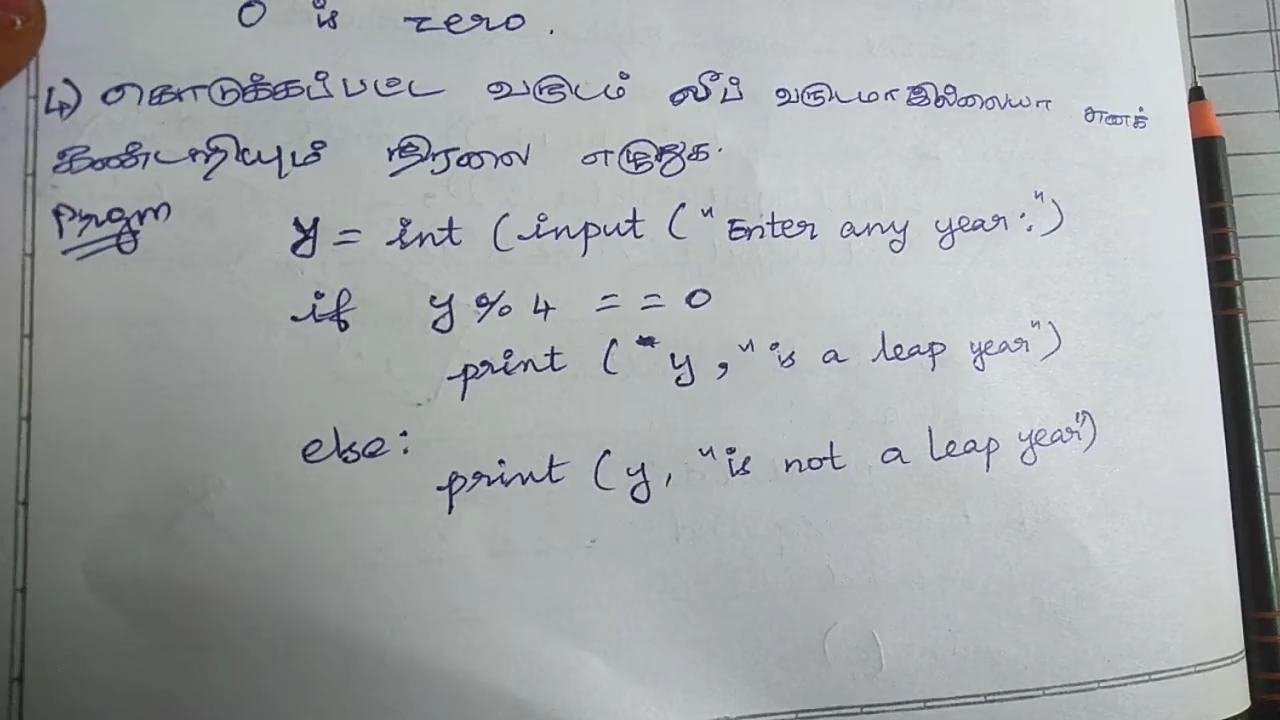 0 is zero.
4) கொடுக்கப்பட்ட வருடம் லீப் வருடமா இல்லையா எனக்
கண்டறியும் நிரலை எழுதுக.
Prgm
y = int (input ("Enter any year:")
if y % 4 == 0
print ( y, "is a leap year")
else:
print (y, "is not a leap year")